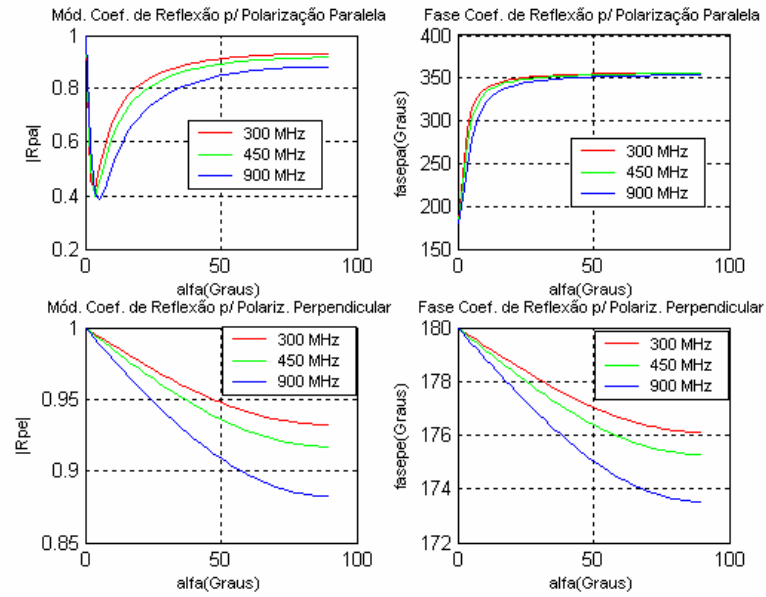 Mód. Coef. de Reflexão p/ Polarização Paralela
1
0.8
0.6
0.4
0.2
|Rpa|
300 MHz
450 MHz
900 MHz
0
50
100
alfa(Graus)
Fase Coef. de Reflexão p/ Polarização Paralela
400
350
300
250
200
150
fasepa(Graus)
300 MHz
450 MHz
900 MHz
0
50
100
alfa(Graus)
Mód. Coef. de Reflexão p/ Polariz. Perpendicular
1
0.95
0.9
0.85
|Rpe|
300 MHz
450 MHz
900 MHz
0
50
100
alfa(Graus)
Fase Coef. de Reflexão p/ Polariz. Perpendicular
180
178
176
174
172
fasepe(Graus)
300 MHz
450 MHz
900 MHz
0
50
100
alfa(Graus)